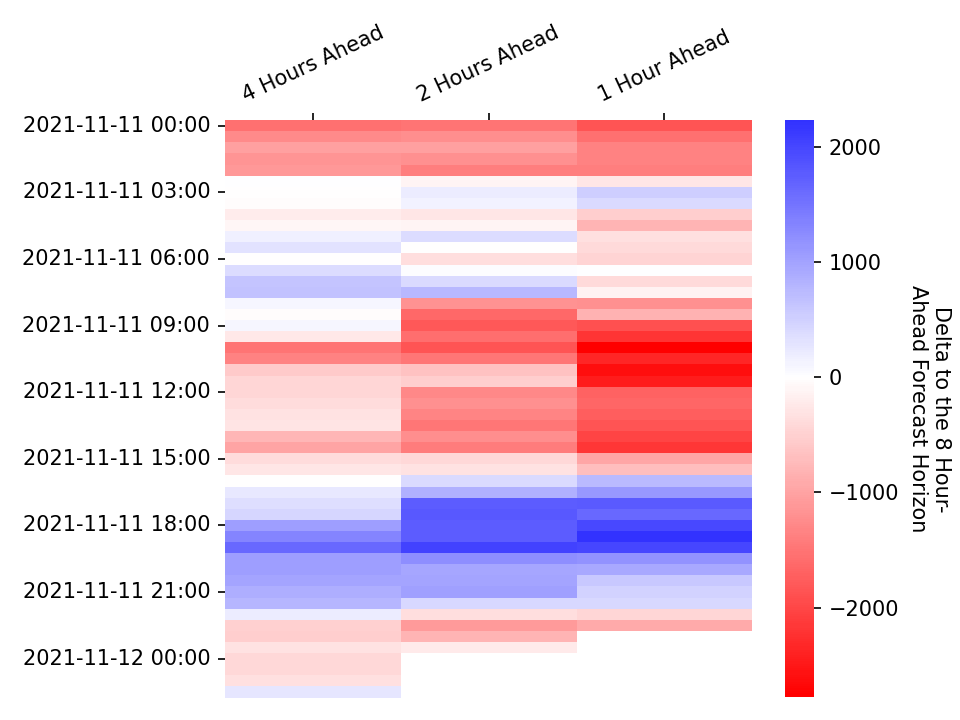 4 Hours Ahead
2 Hours Ahead
1 Hour Ahead
2021-11-11 00:00
2021-11-11 03:00
2021-11-11 06:00
2021-11-11 09:00
2021-11-11 12:00
2021-11-11 15:00
2021-11-11 18:00
2021-11-11 21:00
2021-11-12 00:00
2000
1000
0
−1000
−2000
Delta to the 8 Hour-
Ahead Forecast Horizon